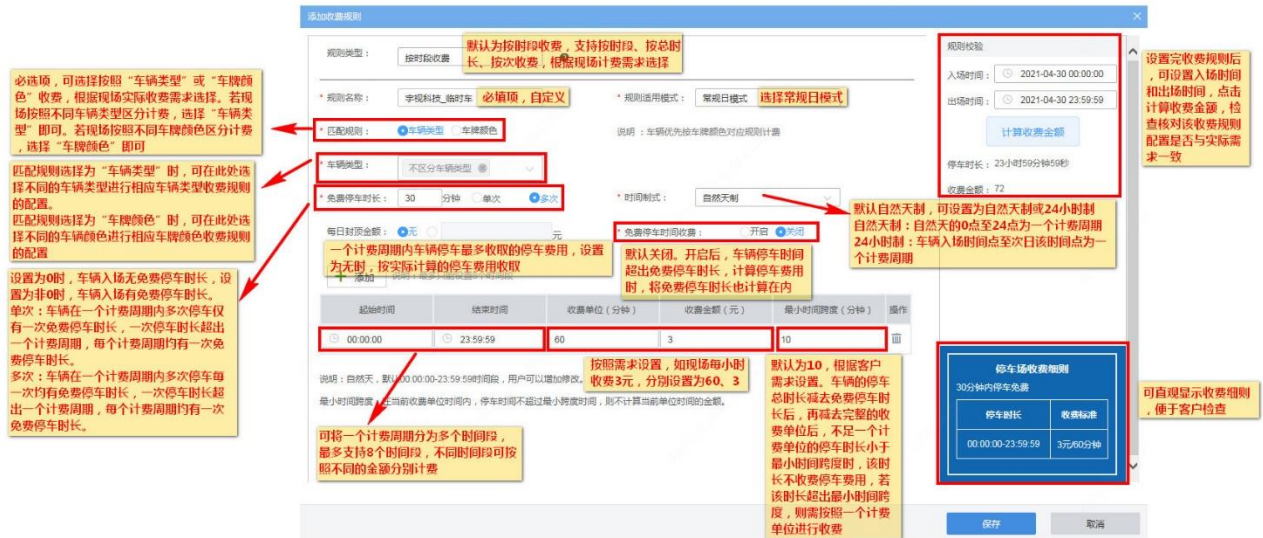 添加收费规则
规则类型：
按时段收费
默认为按时段收费，支持按时段、按总时
长、按次收费，根据现场计费需求选择
* 规则名称：
宇视科技_临时车
必填项，自定义
* 规则适用模式：
常规日模式
选择常规日模式
* 匹配规则：
车辆类型
车牌颜色
说明：车辆优先按车牌颜色对应规则计费
* 车辆类型：
不区分车辆类型
* 免费停车时长：
30
分钟
单次
多次
* 时间制式：
自然天制
每日封顶金额：
无
元
* 免费停车时间收费：
开启
关闭
必选项，可选择按照“车辆类型”或“车牌颜
色”收费，根据现场实际收费需求选择。若现
场按照不同车辆类型区分计费，选择“车辆类
型”即可。若现场按照不同车牌颜色区分计费
，选择“车牌颜色”即可
匹配规则选择为“车辆类型”时，可在此处选
择不同的车辆类型进行相应车辆类型收费规则
的配置。
匹配规则选择为“车牌颜色”时，可在此处选
择不同的车辆颜色进行相应车牌颜色收费规则
的配置
设置为0时，车辆入场无免费停车时长，设
置为非0时，车辆入场有免费停车时长。
单次：车辆在一个计费周期内多次停车仅
有一次免费停车时长，一次停车时长超出
一个计费周期，每个计费周期均有一次免
费停车时长。
多次：车辆在一个计费周期内多次停车每
一次均有免费停车时长，一次停车时长超
出一个计费周期，每个计费周期均有一次
免费停车时长。
默认自然天制，可设置为自然天制或24小时制
自然天制：自然天的0点至24点为一个计费周期
24小时制：车辆入场时间点至次日该时间点为一
个计费周期
一个计费周期内车辆停车最多收取的停车费用，设置
为无时，按实际计算的停车费用收取
默认关闭。开启后，车辆停车时间
超出免费停车时长，计算停车费用
时，将免费停车时长也计算在内
添加
起始时间
结束时间
收费单位（分钟）
收费金额（元）
最小时间跨度（分钟）
操作
00:00:00
23:59:59
60
3
10
说明：自然天，默认00:00:00-23:59:59时间段，用户可以增加修改。
最小时间跨度：在当前收费单位时间内，停车时间不超过最小跨度时间，则不计算当前单位时间的金额。
按照需求设置，如现场每小时
收费3元，分别设置为60、3
默认为10，根据客户
需求设置。车辆的停车
总时长减去免费停车时
长后，再减去完整的收
费单位后，不足一个计
费单位的停车时长小于
最小时间跨度时，该时
长不收费停车费用，若
该时长超出最小时间跨
度，则需按照一个计费
单位进行收费
可将一个计费周期分为多个时间段，
最多支持8个时间段，不同时间段可按
照不同的金额分别计费
规则校验
入场时间：
2021-04-30 00:00:00
出场时间：
2021-04-30 23:59:59
计算收费金额
停车时长：23小时59分钟59秒
收费金额：72
设置完收费规则后
，可设置入场时间
和出场时间，点击
计算收费金额，检
查核对该收费规则
配置是否与实际需
求一致
停车场收费细则
30分钟内停车免费
停车时长
收费标准
00:00:00-23:59:59
3元/60分钟
可直观显示收费细则
，便于客户检查
保存
取消